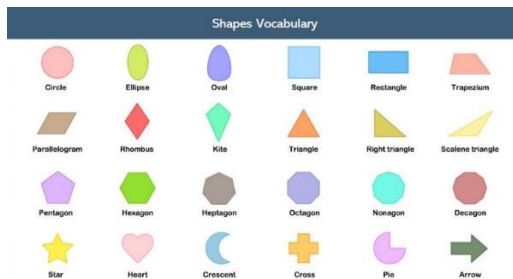 Shapes Vocabulary
Circle Ellipse Oval Square Rectangle Trapezium
Parallelogram Rhombus Kite Triangle Right triangle Scalene triangle
Pentagon Hexagon Heptagon Octagon Nonagon Decagon
Star Heart Crescent Cross Pie Arrow